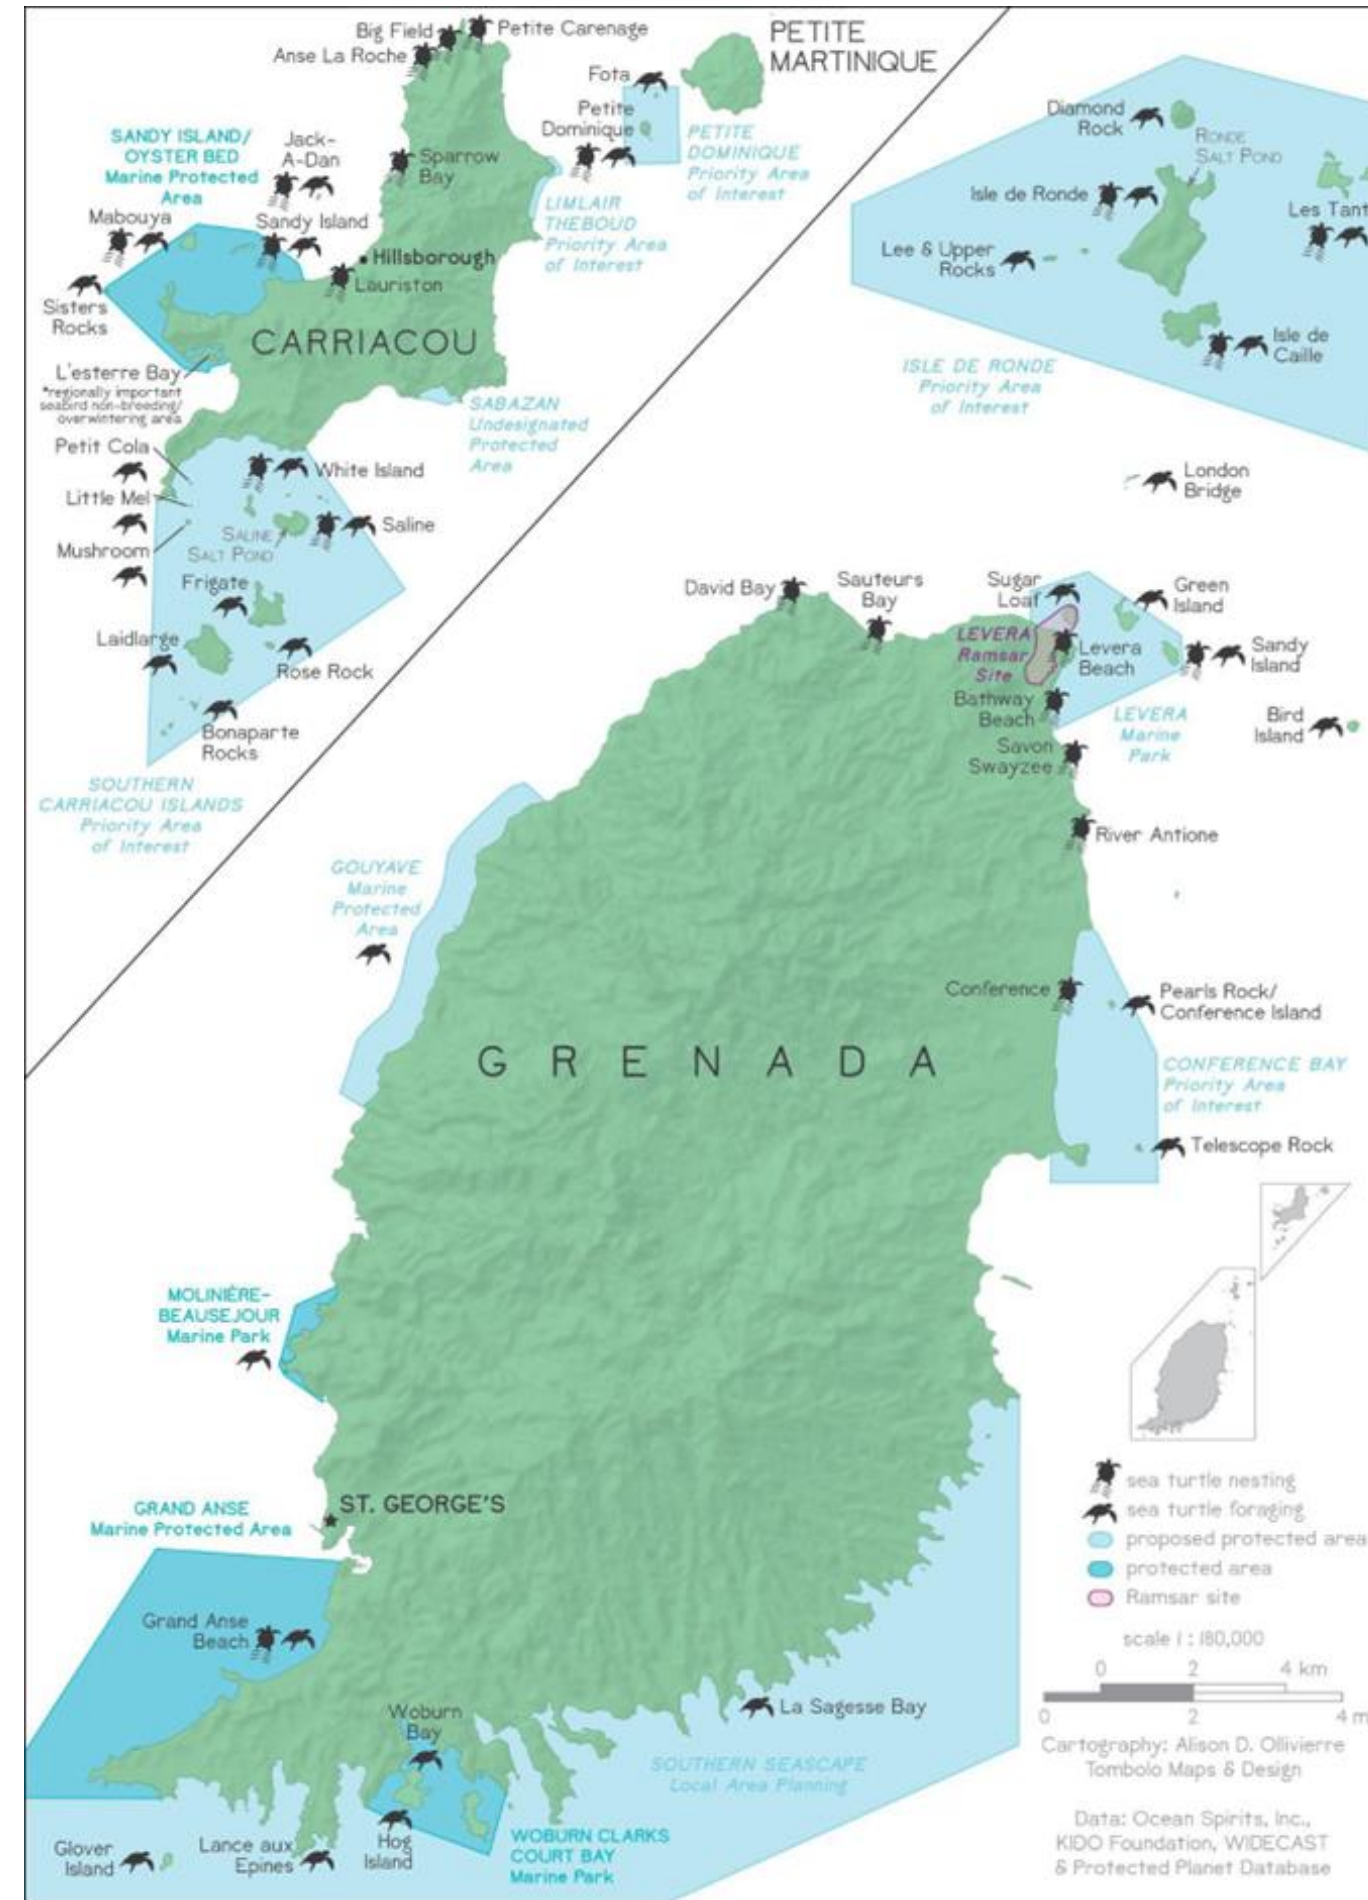 Big Field
Petite Carenage
Anse La Roche
PETITE
MARTINIQUE
Fota
Petite
Dominique
PETITE
DOMINIQUE
Priority Area
of Interest
SANDY ISLAND/
OYSTER BED
Marine Protected
Area
Jack-
A-Dan
Sparrow
Bay
LIMLAIR
THEBOUD
Priority Area
of Interest
Mabouya
Sandy Island
Hillsborough
Lauriston
Sisters
Rocks
CARRIACOU
L'esterre Bay
*regionally important
seabird non-breeding/
overwintering area
SABAZAN
Undesignated
Protected
Area
Petit Cola
White Island
Little Mel
SALINE
SALT POND
Saline
Mushroom
Frigate
Laidlarge
Rose Rock
Bonaparte
Rocks
SOUTHERN
CARRIACOU ISLANDS
Priority Area
of Interest
Diamond
Rock
RONDE
SALT POND
Isle de Ronde
Les Tant
Lee & Upper
Rocks
Isle de
Caille
ISLE DE RONDE
Priority Area
of Interest
London
Bridge
David Bay
Sauteurs
Bay
Sugar
Loaf
Green
Island
LEVERA
Ramsar
Site
Levera
Beach
Sandy
Island
Bathway
Beach
LEVERA
Marine
Park
Bird
Island
Savon
Swayzee
River Antione
GOUYAVE
Marine
Protected
Area
Conference
Pearls Rock/
Conference Island
GRENADA
CONFERENCE BAY
Priority Area
of Interest
Telescope Rock
MOLINIÈRE-
BEAUSEJOUR
Marine Park
GRAND ANSE
Marine Protected Area
ST. GEORGE'S
Grand Anse
Beach
Woburn
Bay
La Sagesse Bay
SOUTHERN SEASCAPE
Local Area Planning
Glover
Island
Lance aux
Epines
Hog
Island
WOBURN CLARKS
COURT BAY
Marine Park
sea turtle nesting
sea turtle foraging
proposed protected area
protected area
Ramsar site
scale 1 : 180,000
0 2 4 km
0 2 4 m
Cartography: Alison D. Ollivierre
Tombolo Maps & Design
Data: Ocean Spirits, Inc.,
KIDO Foundation, WIDECAST
& Protected Planet Database